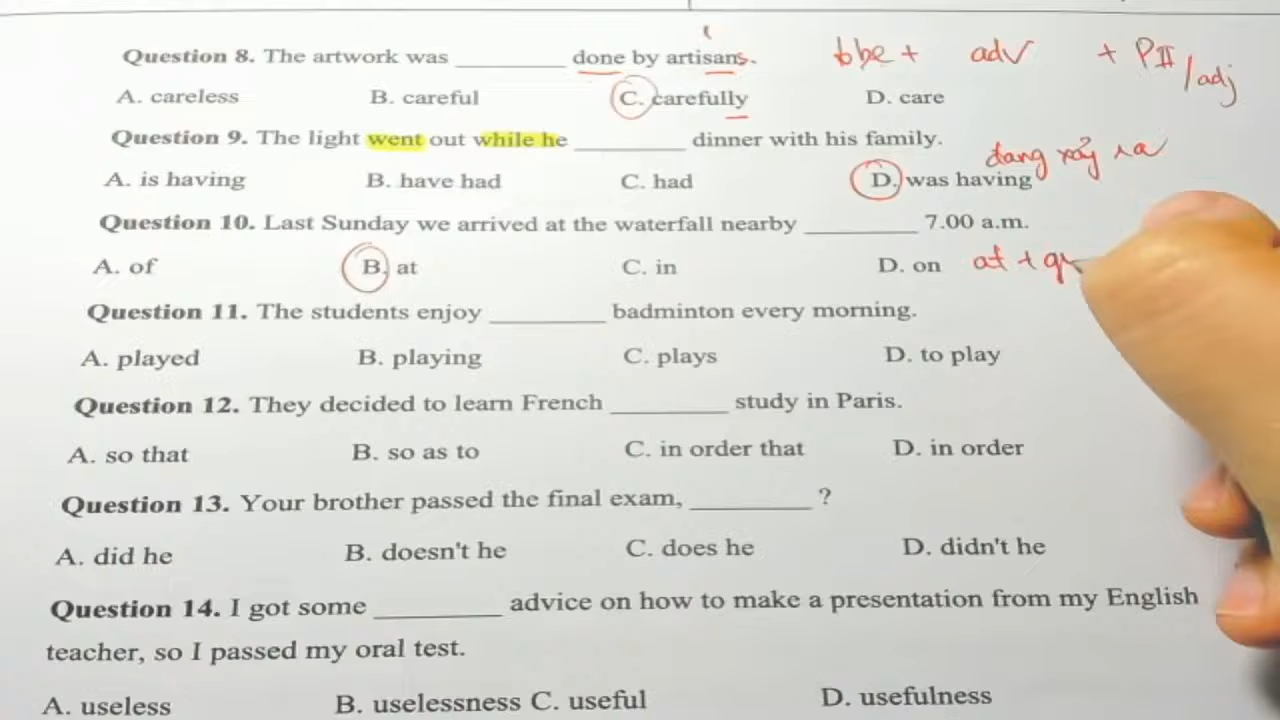 Question 8. The artwork was __________ done by artisans. tobe + adv + PII /adj
A. careless B. careful C. carefully D. care
Question 9. The light went out while he __________ dinner with his family.
đang xảy ra
A. is having B. have had C. had D. was having
Question 10. Last Sunday we arrived at the waterfall nearby __________ 7.00 a.m.
A. of B. at C. in D. on at +
Question 11. The students enjoy __________ badminton every morning.
A. played B. playing C. plays D. to play
Question 12. They decided to learn French __________ study in Paris.
A. so that B. so as to C. in order that D. in order
Question 13. Your brother passed the final exam, __________ ?
A. did he B. doesn't he C. does he D. didn't he
Question 14. I got some __________ advice on how to make a presentation from my English
teacher, so I passed my oral test.
A. useless B. uselessness C. useful D. usefulness